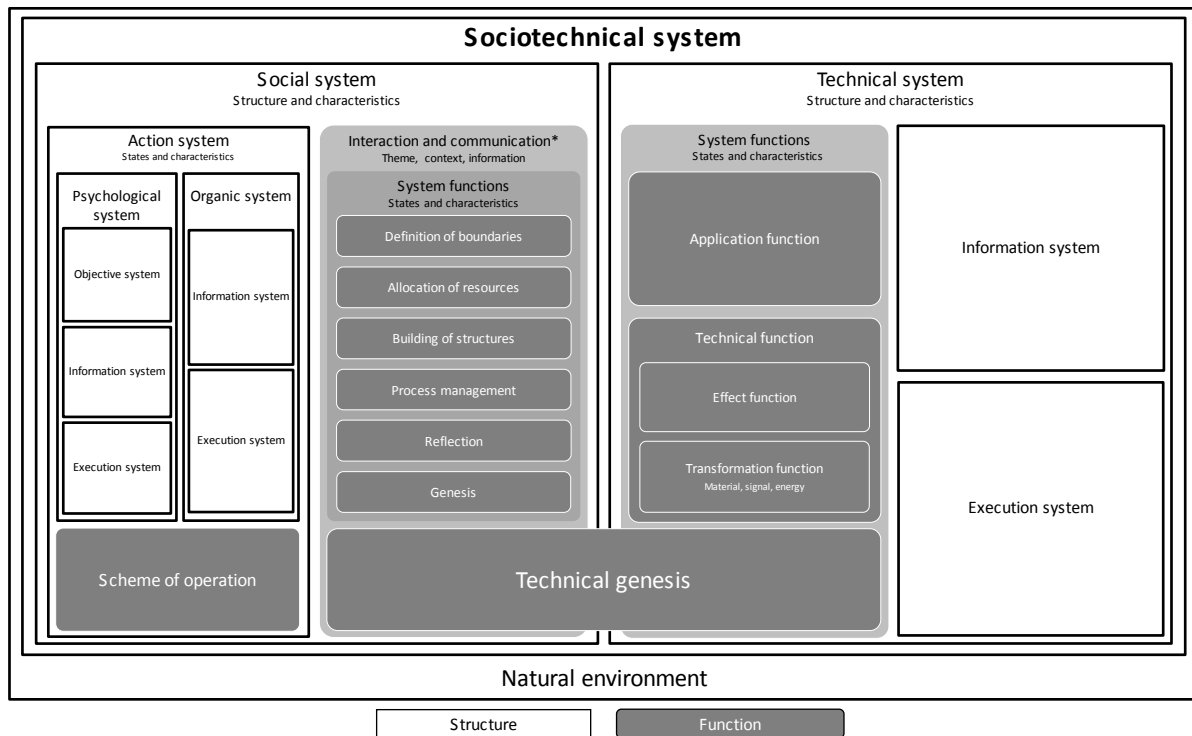 Sociotechnical system
Social system
Structure and characteristics
Action system
States and characteristics
Psychological
system
Objective system
Information system
Execution system
Organic system
Information system
Execution system
Scheme of operation
Interaction and communication*
Theme, context, information
System functions
States and characteristics
Definition of boundaries
Allocation of resources
Building of structures
Process management
Reflection
Genesis
Technical genesis
Technical system
Structure and characteristics
System functions
States and characteristics
Application function
Technical function
Effect function
Transformation function
Material, signal, energy
Information system
Execution system
Natural environment
Structure
Function